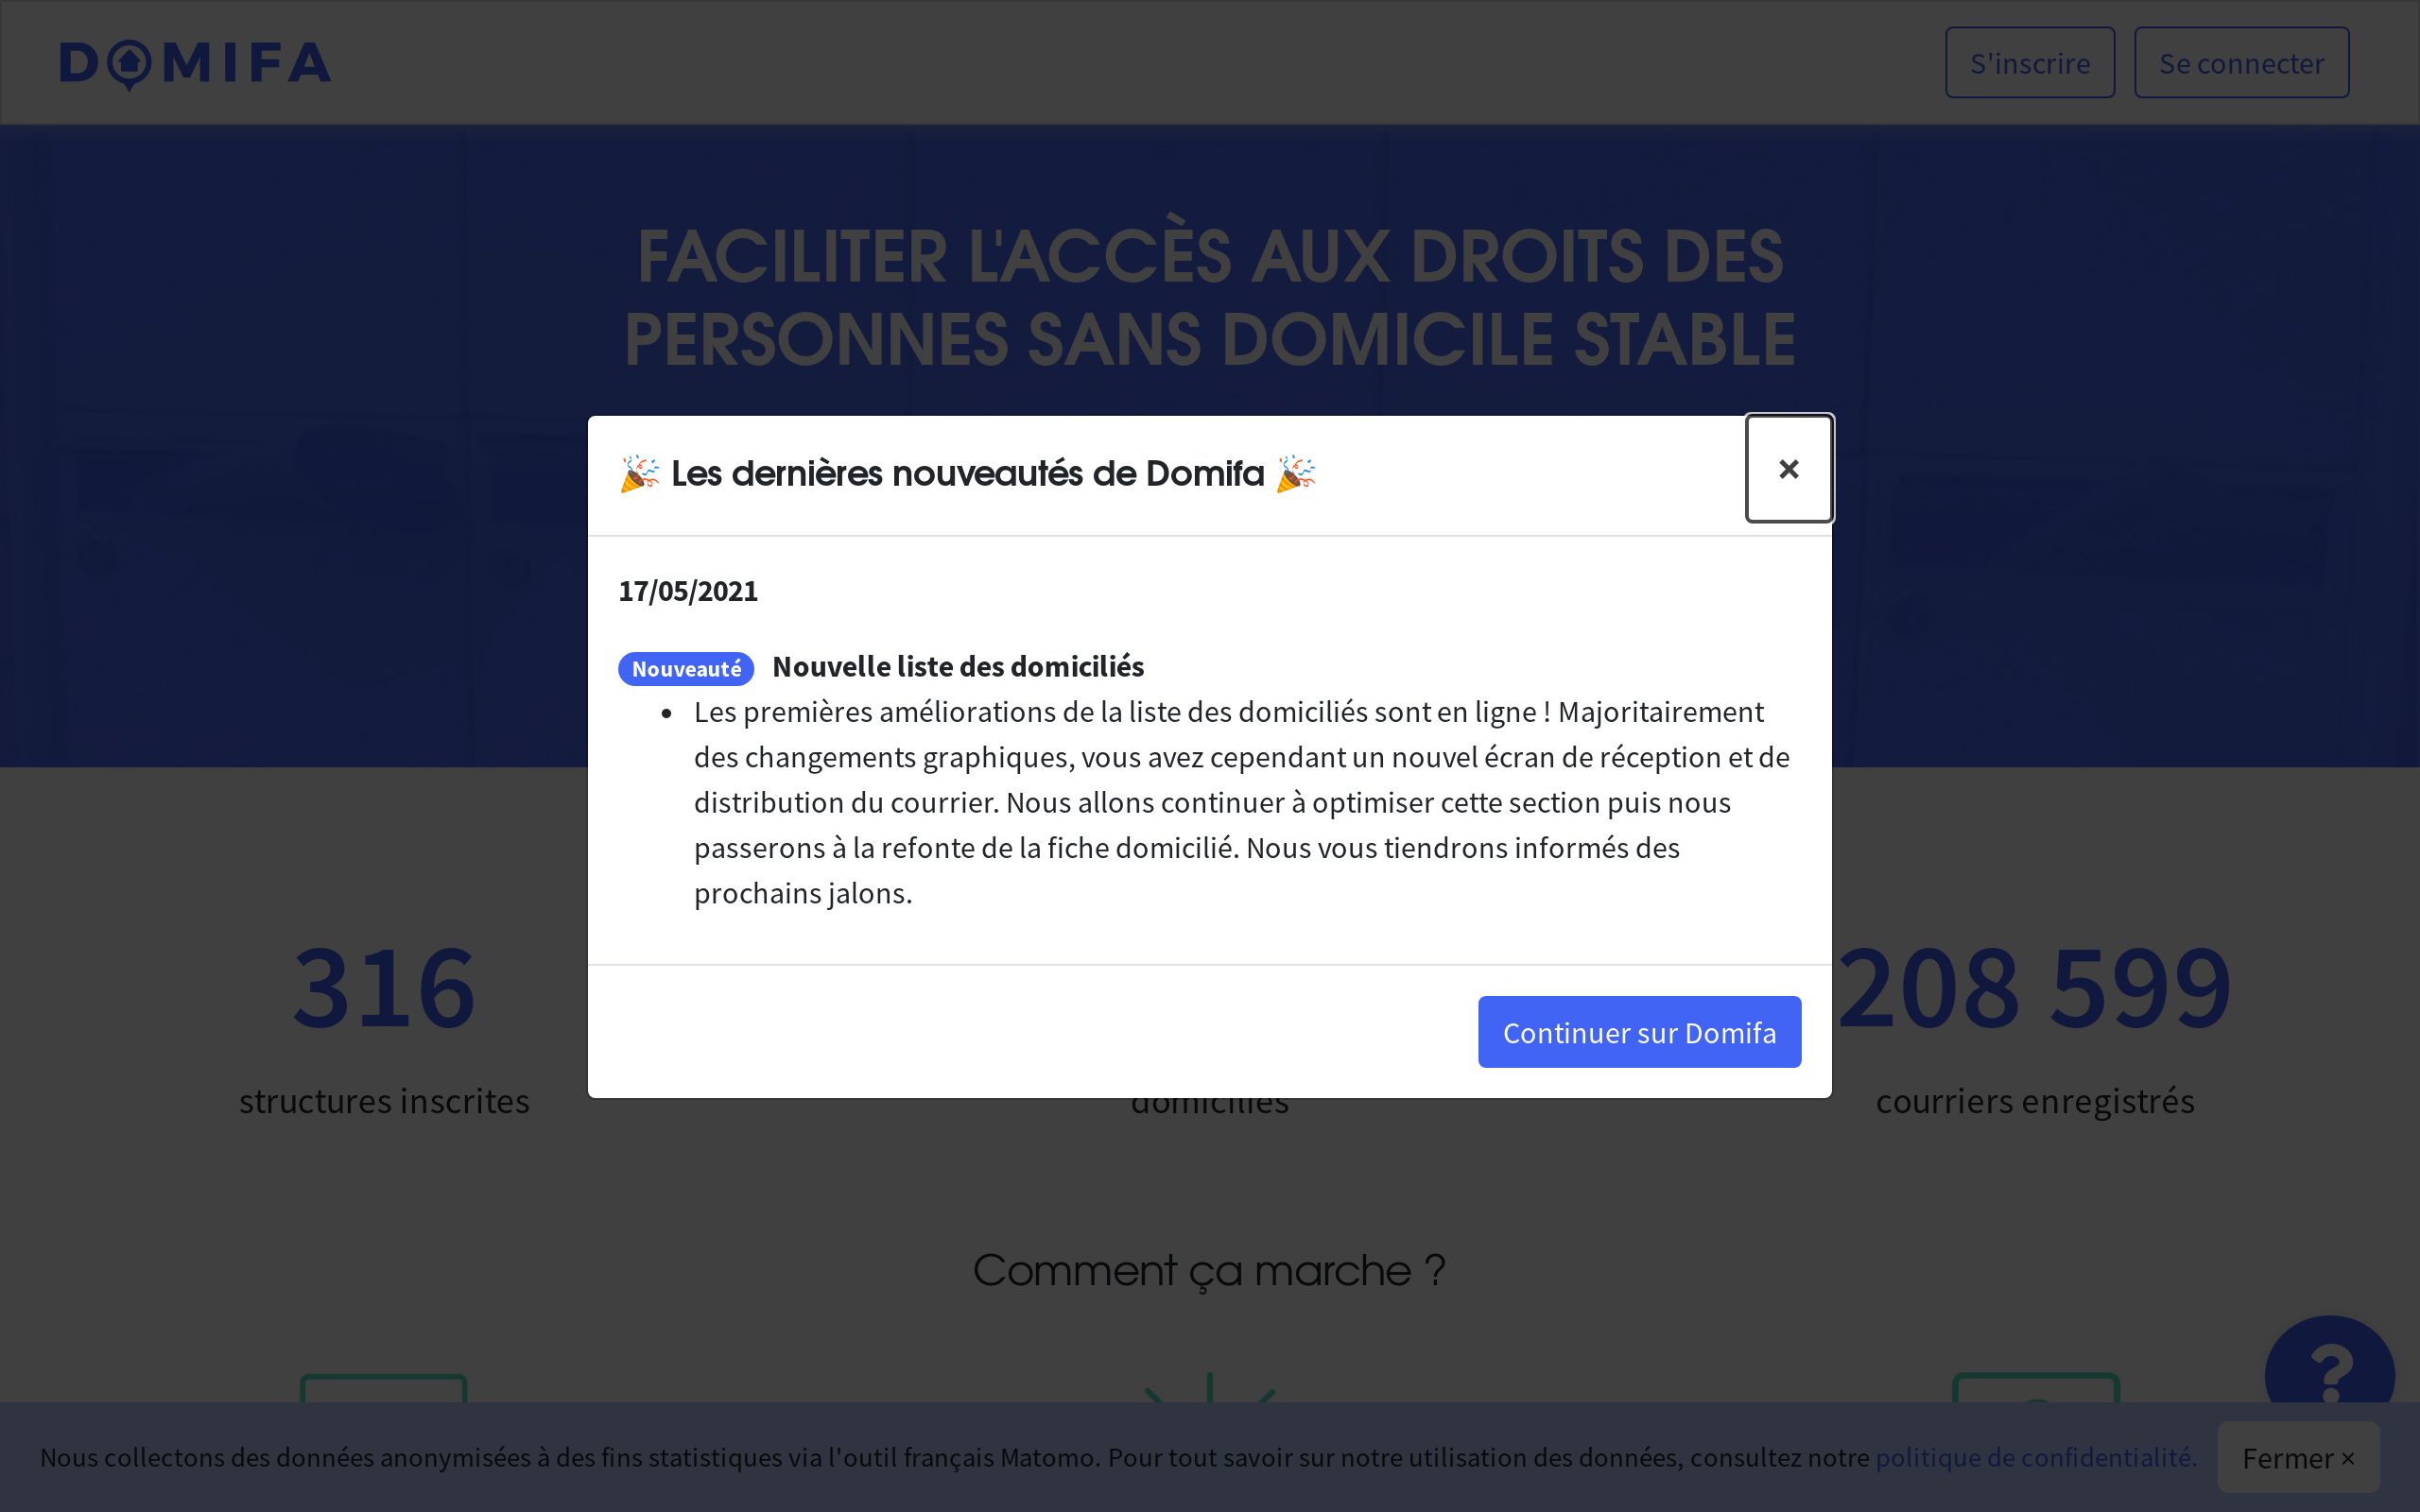 DOMIFA
S'inscrire
Se connecter
FACILITER L'ACCÈS AUX DROITS DES
PERSONNES SANS DOMICILE STABLE
🎉 Les dernières nouveautés de Domifa 🎉
×
17/05/2021
Nouveauté Nouvelle liste des domiciliés
• Les premières améliorations de la liste des domiciliés sont en ligne ! Majoritairement
des changements graphiques, vous avez cependant un nouvel écran de réception et de
distribution du courrier. Nous allons continuer à optimiser cette section puis nous
passerons à la refonte de la fiche domicilié. Nous vous tiendrons informés des
prochains jalons.
Continuer sur Domifa
316
208 599
structures inscrites
domiciliés
courriers enregistrés
Comment ça marche ?
?
Nous collectons des données anonymisées à des fins statistiques via l'outil français Matomo. Pour tout savoir sur notre utilisation des données, consultez notre politique de confidentialité.
Fermer ×